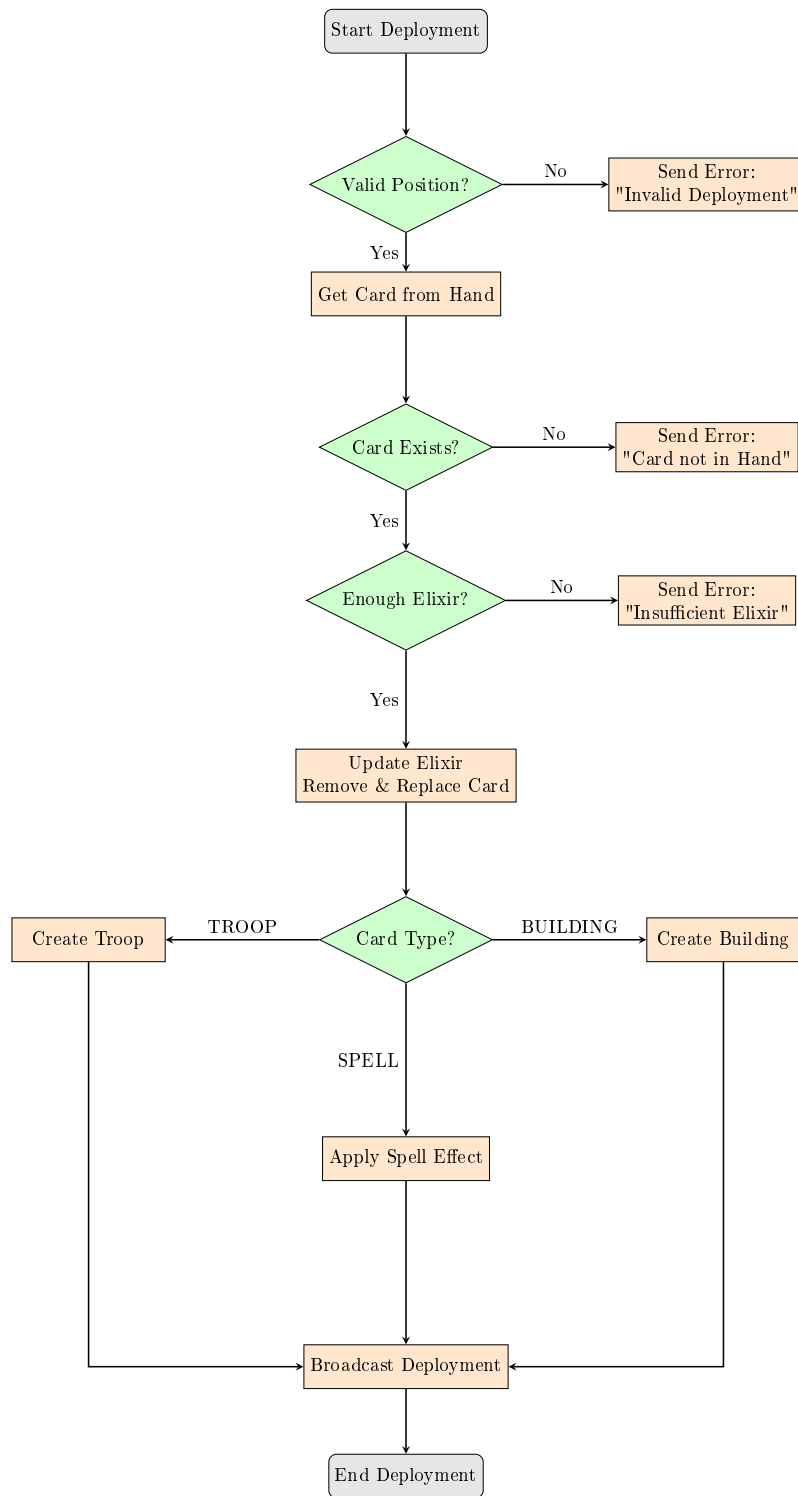 Start Deployment
Valid Position?
No
Send Error:
"Invalid Deployment"
Yes
Get Card from Hand
Card Exists?
No
Send Error:
"Card not in Hand"
Yes
Enough Elixir?
No
Send Error:
"Insufficient Elixir"
Yes
Update Elixir
Remove & Replace Card
Create Troop
TROOP
Card Type?
BUILDING
Create Building
SPELL
Apply Spell Effect
Broadcast Deployment
End Deployment